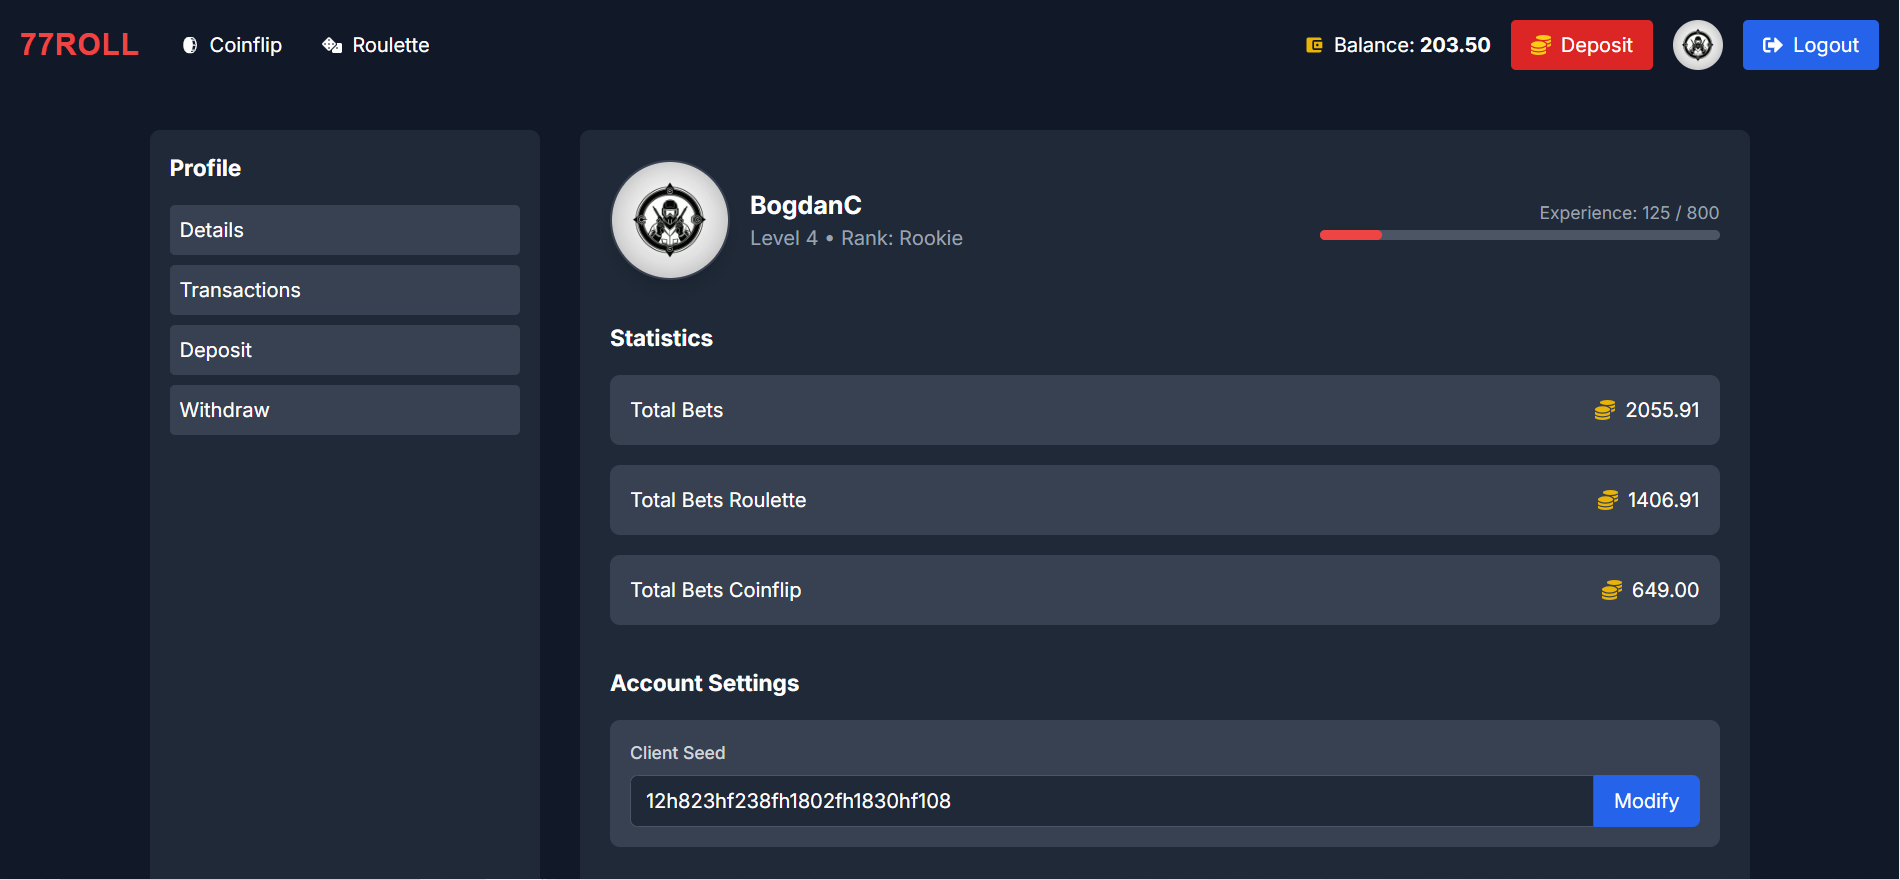 77ROLL
Coinflip
Roulette
Balance: 203.50
Deposit
Logout
Profile
Details
Transactions
Deposit
Withdraw
BogdanC
Level 4 • Rank: Rookie
Experience: 125 / 800
Statistics
Total Bets
2055.91
Total Bets Roulette
1406.91
Total Bets Coinflip
649.00
Account Settings
Client Seed
12h823hf238fh1802fh1830hf108
Modify